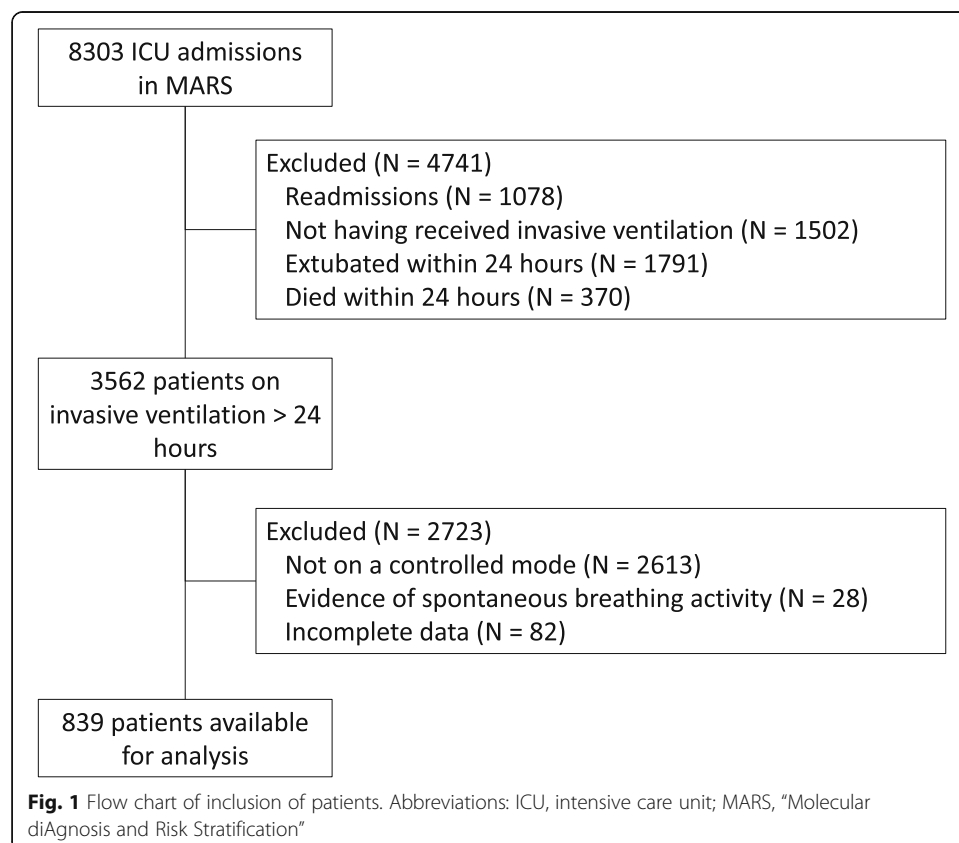 8303 ICU admissions
in MARS
Excluded (N = 4741)
Readmissions (N = 1078)
Not having received invasive ventilation (N = 1502)
Extubated within 24 hours (N = 1791)
Died within 24 hours (N = 370)
3562 patients on
invasive ventilation > 24
hours
Excluded (N = 2723)
Not on a controlled mode (N = 2613)
Evidence of spontaneous breathing activity (N = 28)
Incomplete data (N = 82)
839 patients available
for analysis
Fig. 1 Flow chart of inclusion of patients. Abbreviations: ICU, intensive care unit; MARS, “Molecular
diAgnosis and Risk Stratification”